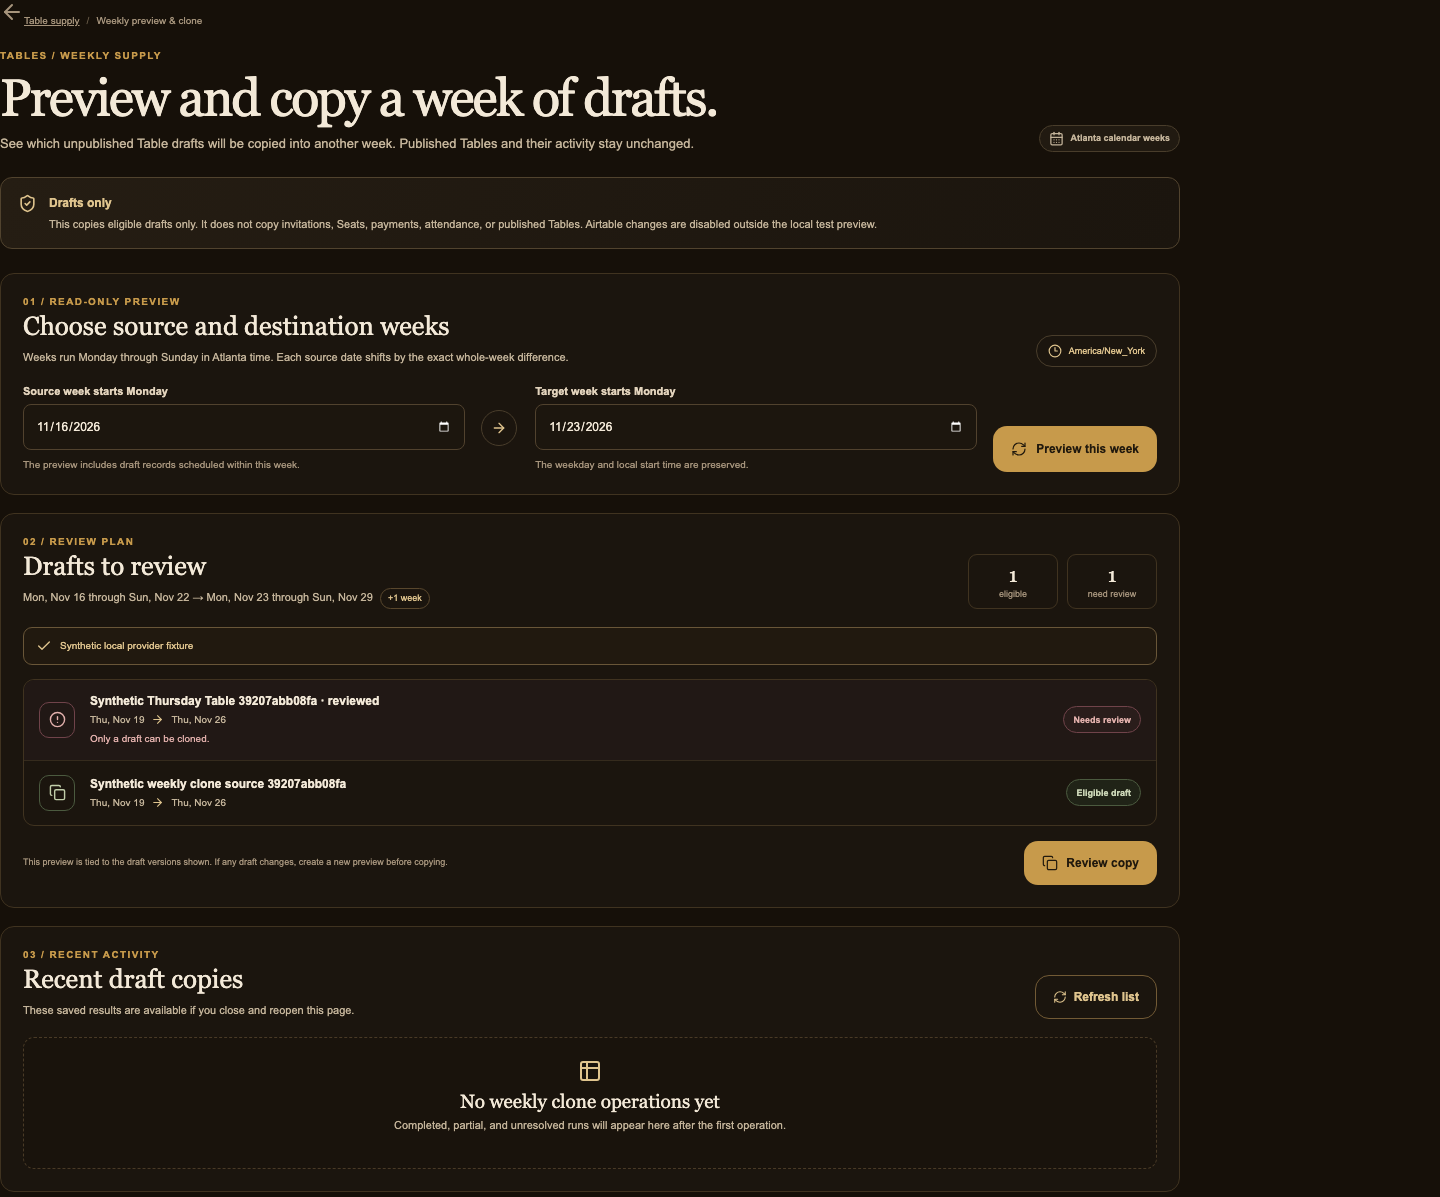 Table supply / Weekly preview & clone
TABLES / WEEKLY SUPPLY
Preview and copy a week of drafts.
See which unpublished Table drafts will be copied into another week. Published Tables and their activity stay unchanged.
Atlanta calendar weeks
Drafts only
This copies eligible drafts only. It does not copy invitations, Seats, payments, attendance, or published Tables. Airtable changes are disabled outside the local test preview.
01 / READ-ONLY PREVIEW
Choose source and destination weeks
Weeks run Monday through Sunday in Atlanta time. Each source date shifts by the exact whole-week difference.
America/New_York
Source week starts Monday
11/16/2026
The preview includes draft records scheduled within this week.
Target week starts Monday
11/23/2026
The weekday and local start time are preserved.
Preview this week
02 / REVIEW PLAN
Drafts to review
Mon, Nov 16 through Sun, Nov 22 → Mon, Nov 23 through Sun, Nov 29 +1 week
1
eligible
1
need review
Synthetic local provider fixture
Synthetic Thursday Table 39207abb08fa · reviewed
Thu, Nov 19 → Thu, Nov 26
Only a draft can be cloned.
Needs review
Synthetic weekly clone source 39207abb08fa
Thu, Nov 19 → Thu, Nov 26
Eligible draft
This preview is tied to the draft versions shown. If any draft changes, create a new preview before copying.
Review copy
03 / RECENT ACTIVITY
Recent draft copies
These saved results are available if you close and reopen this page.
Refresh list
No weekly clone operations yet
Completed, partial, and unresolved runs will appear here after the first operation.